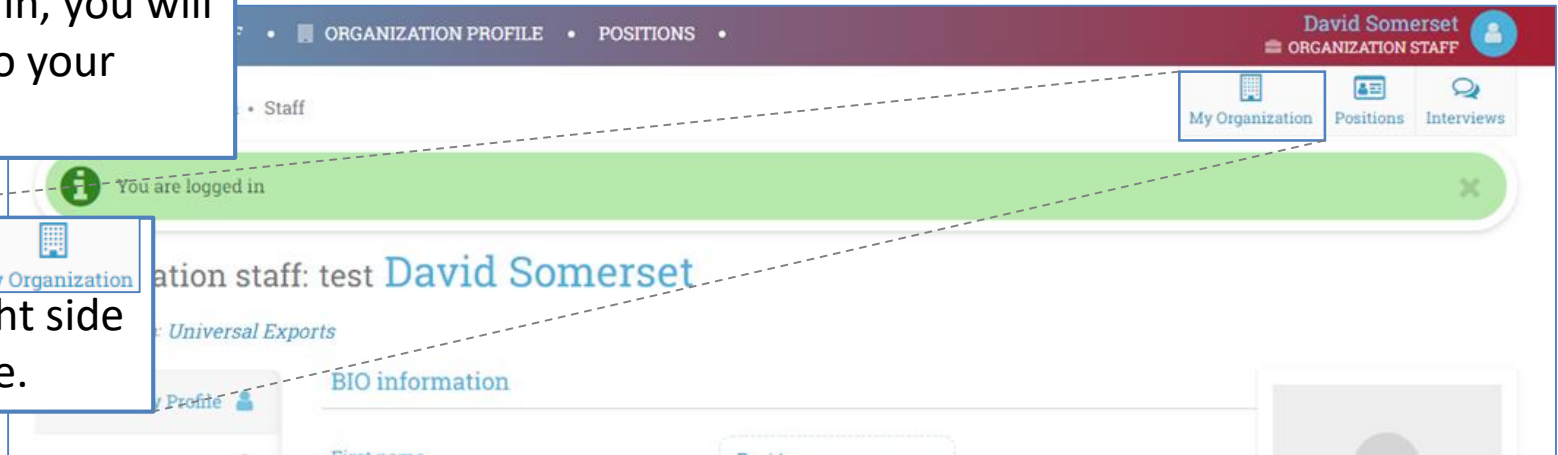 in, you will
your
ORGANIZATION PROFILE • POSITIONS •
David Somerset
ORGANIZATION STAFF
• Staff
My Organization
Positions
Interviews
You are logged in
Organization
ht side
e.
ation staff: test David Somerset
: Universal Exports
Profile
BIO information